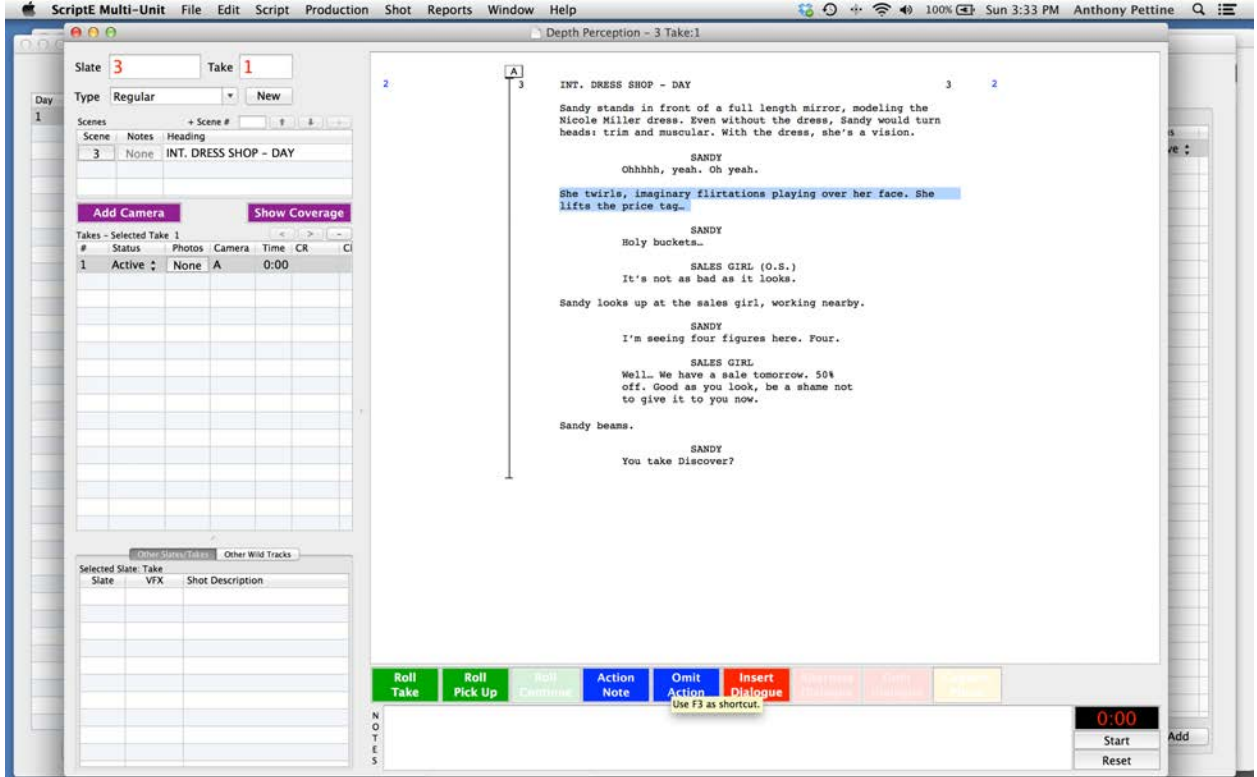 ScriptE Multi-Unit File Edit Script Production Shot Reports Window Help 100% Sun 3:33 PM Anthony Pettine
Depth Perception – 3 Take:1
Day
1
Slate 3 Take 1
Type Regular New
Scenes + Scene #
Scene Notes Heading
3 None INT. DRESS SHOP – DAY
Add Camera Show Coverage
Takes – Selected Take 1 < > -
# Status Photos Camera Time CR
1 Active None A 0:00
Other Slates/Takes Other Wild Tracks
Selected Slate: Take
Slate VFX Shot Description
A
2 3 INT. DRESS SHOP - DAY 3 2
Sandy stands in front of a full length mirror, modeling the
Nicole Miller dress. Even without the dress, Sandy would turn
heads: trim and muscular. With the dress, she's a vision.
SANDY
Ohhhhh, yeah. Oh yeah.
She twirls, imaginary flirtations playing over her face. She
lifts the price tag…
SANDY
Holy buckets…
SALES GIRL (O.S.)
It's not as bad as it looks.
Sandy looks up at the sales girl, working nearby.
SANDY
I'm seeing four figures here. Four.
SALES GIRL
Well… We have a sale tomorrow. 50%
off. Good as you look, be a shame not
to give it to you now.
Sandy beams.
SANDY
You take Discover?
Roll Take
Roll Pick Up
Roll Continue
Action Note
Omit Action
Insert Dialogue
Use F3 as shortcut.
NOTES
0:00
Start
Reset
Add